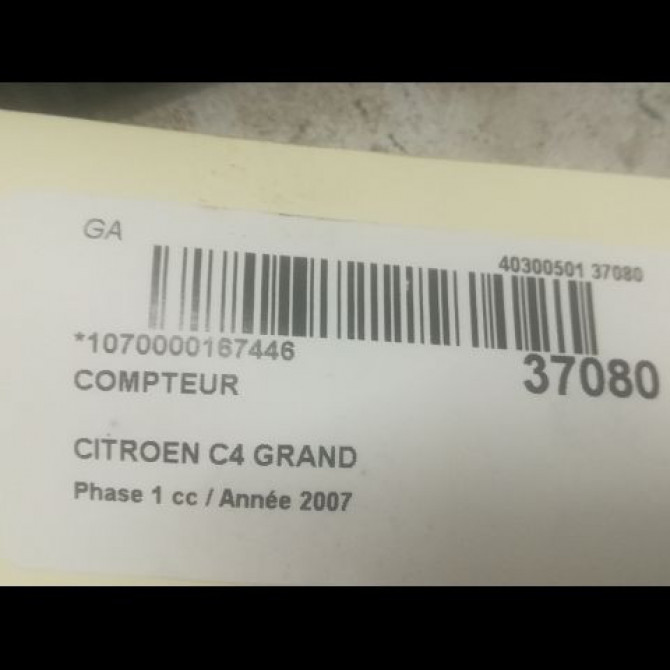 GA
40300501 37080
*1070000167446
37080
COMPTEUR
CITROEN C4 GRAND
Phase 1 cc / Année 2007